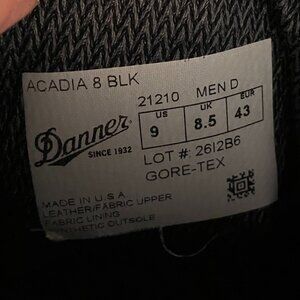 ACADIA 8 BLK
21210 MEN D
US UK EUR
9 8.5 43
Danner
SINCE 1932
LOT #: 26I2B6
GORE-TEX
MADE IN U.S.A
LEATHER/FABRIC UPPER
FABRIC LINING
SYNTHETIC OUTSOLE